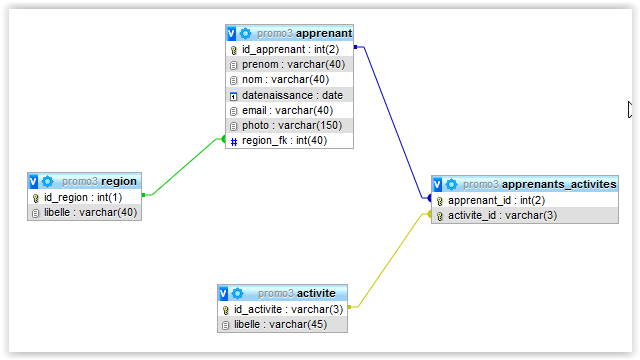 promo3 apprenant
id_apprenant : int(2)
prenom : varchar(40)
nom : varchar(40)
datenaissance : date
email : varchar(40)
photo : varchar(150)
# region_fk : int(40)
promo3 region
id_region : int(1)
libelle : varchar(40)
promo3 apprenants_activites
apprenant_id : int(2)
activite_id : varchar(3)
promo3 activite
id_activite : varchar(3)
libelle : varchar(45)